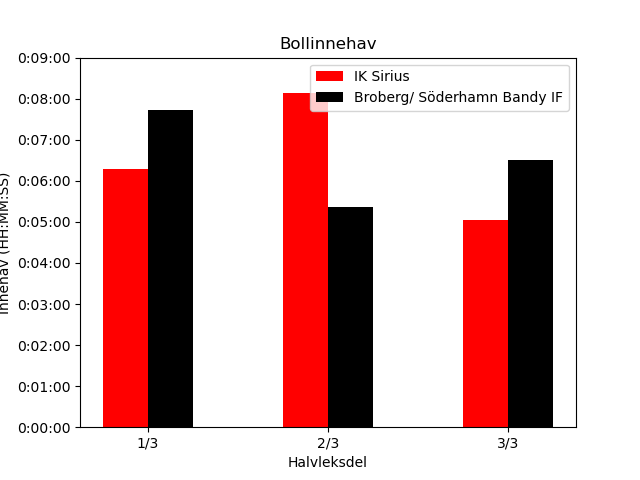 Bollinnehav
IK Sirius
Broberg/ Söderhamn Bandy IF
0:09:00
0:08:00
0:07:00
0:06:00
0:05:00
0:04:00
0:03:00
0:02:00
0:01:00
0:00:00
Innehav (HH:MM:SS)
1/3 2/3 3/3
Halvleksdel